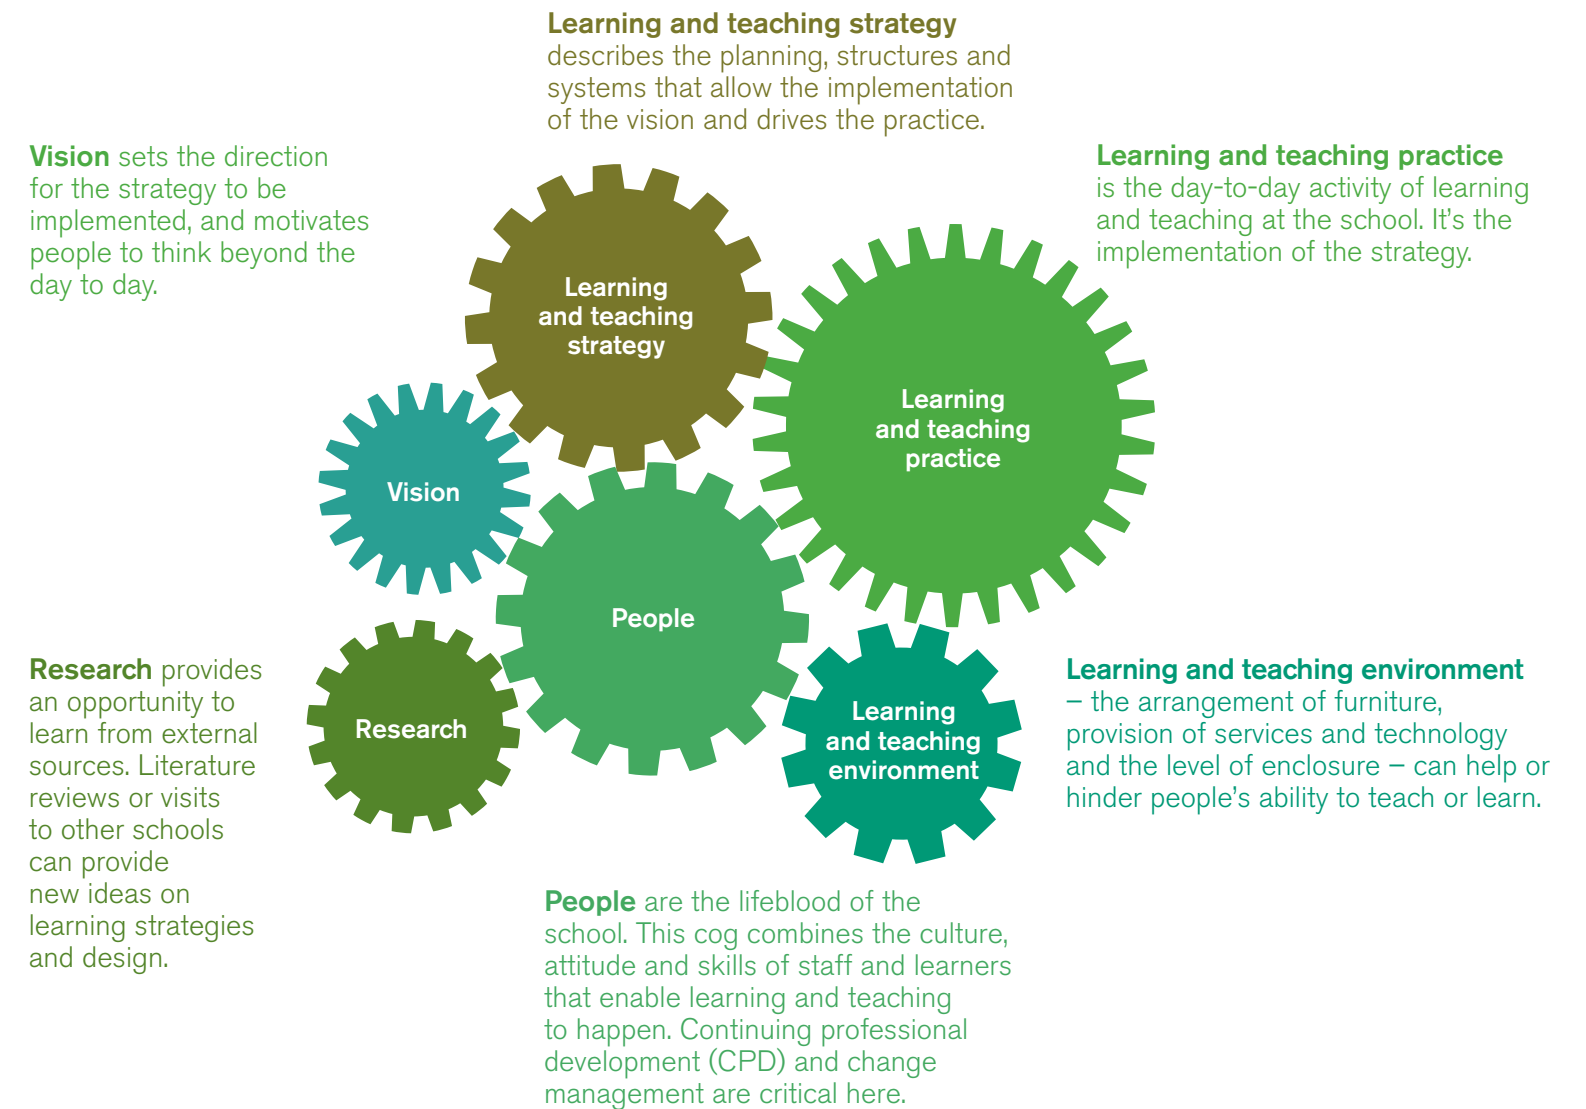 Learning and teaching strategy
describes the planning, structures and
systems that allow the implementation
of the vision and drives the practice.
Vision sets the direction
for the strategy to be
implemented, and motivates
people to think beyond the
day to day.
Learning and teaching practice
is the day-to-day activity of learning
and teaching at the school. It’s the
implementation of the strategy.
Learning
and teaching
strategy
Learning
and teaching
practice
Vision
People
Research
Learning
and teaching
environment
Research provides
an opportunity to
learn from external
sources. Literature
reviews or visits
to other schools
can provide
new ideas on
learning strategies
and design.
Learning and teaching environment
– the arrangement of furniture,
provision of services and technology
and the level of enclosure – can help or
hinder people’s ability to teach or learn.
People are the lifeblood of the
school. This cog combines the culture,
attitude and skills of staff and learners
that enable learning and teaching
to happen. Continuing professional
development (CPD) and change
management are critical here.